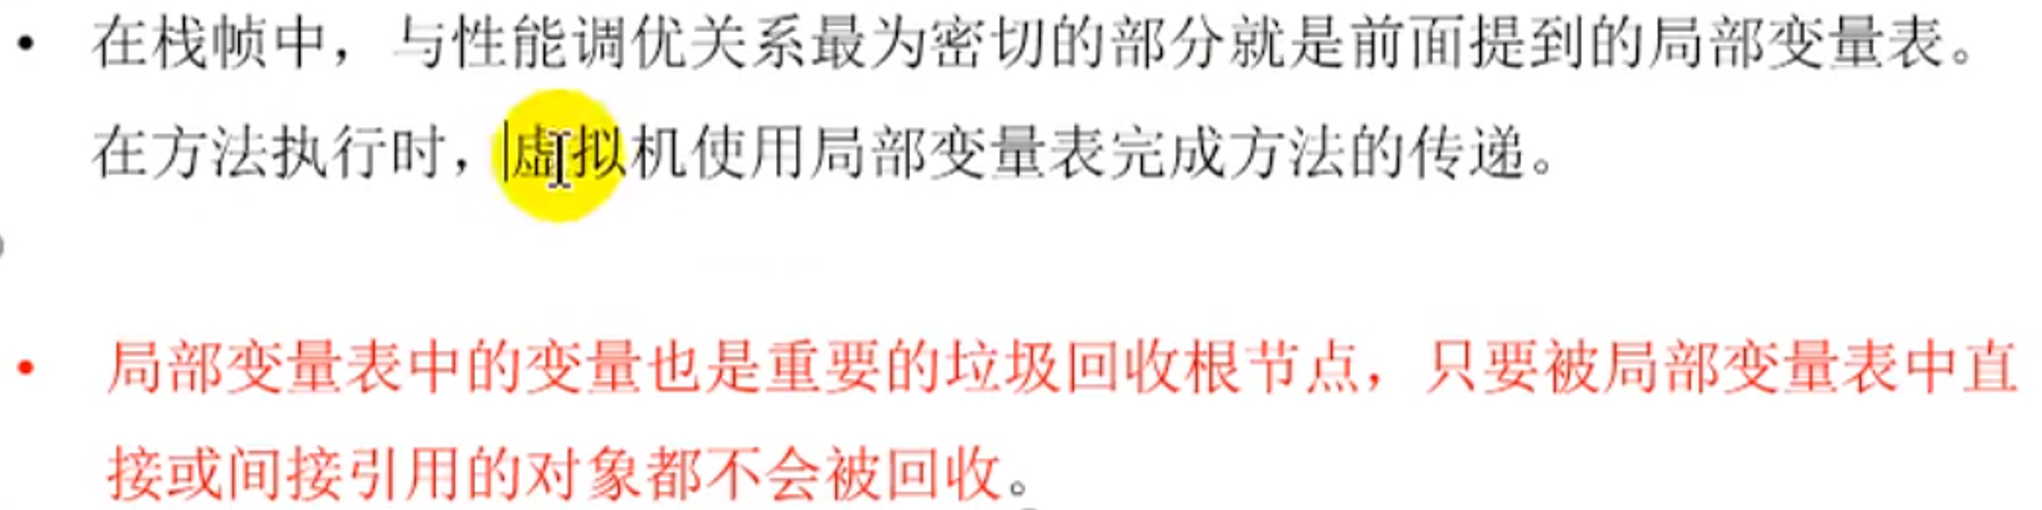 • 在栈帧中，与性能调优关系最为密切的部分就是前面提到的局部变量表。
在方法执行时，虚拟机使用局部变量表完成方法的传递。
• 局部变量表中的变量也是重要的垃圾回收根节点，只要被局部变量表中直
接或间接引用的对象都不会被回收。